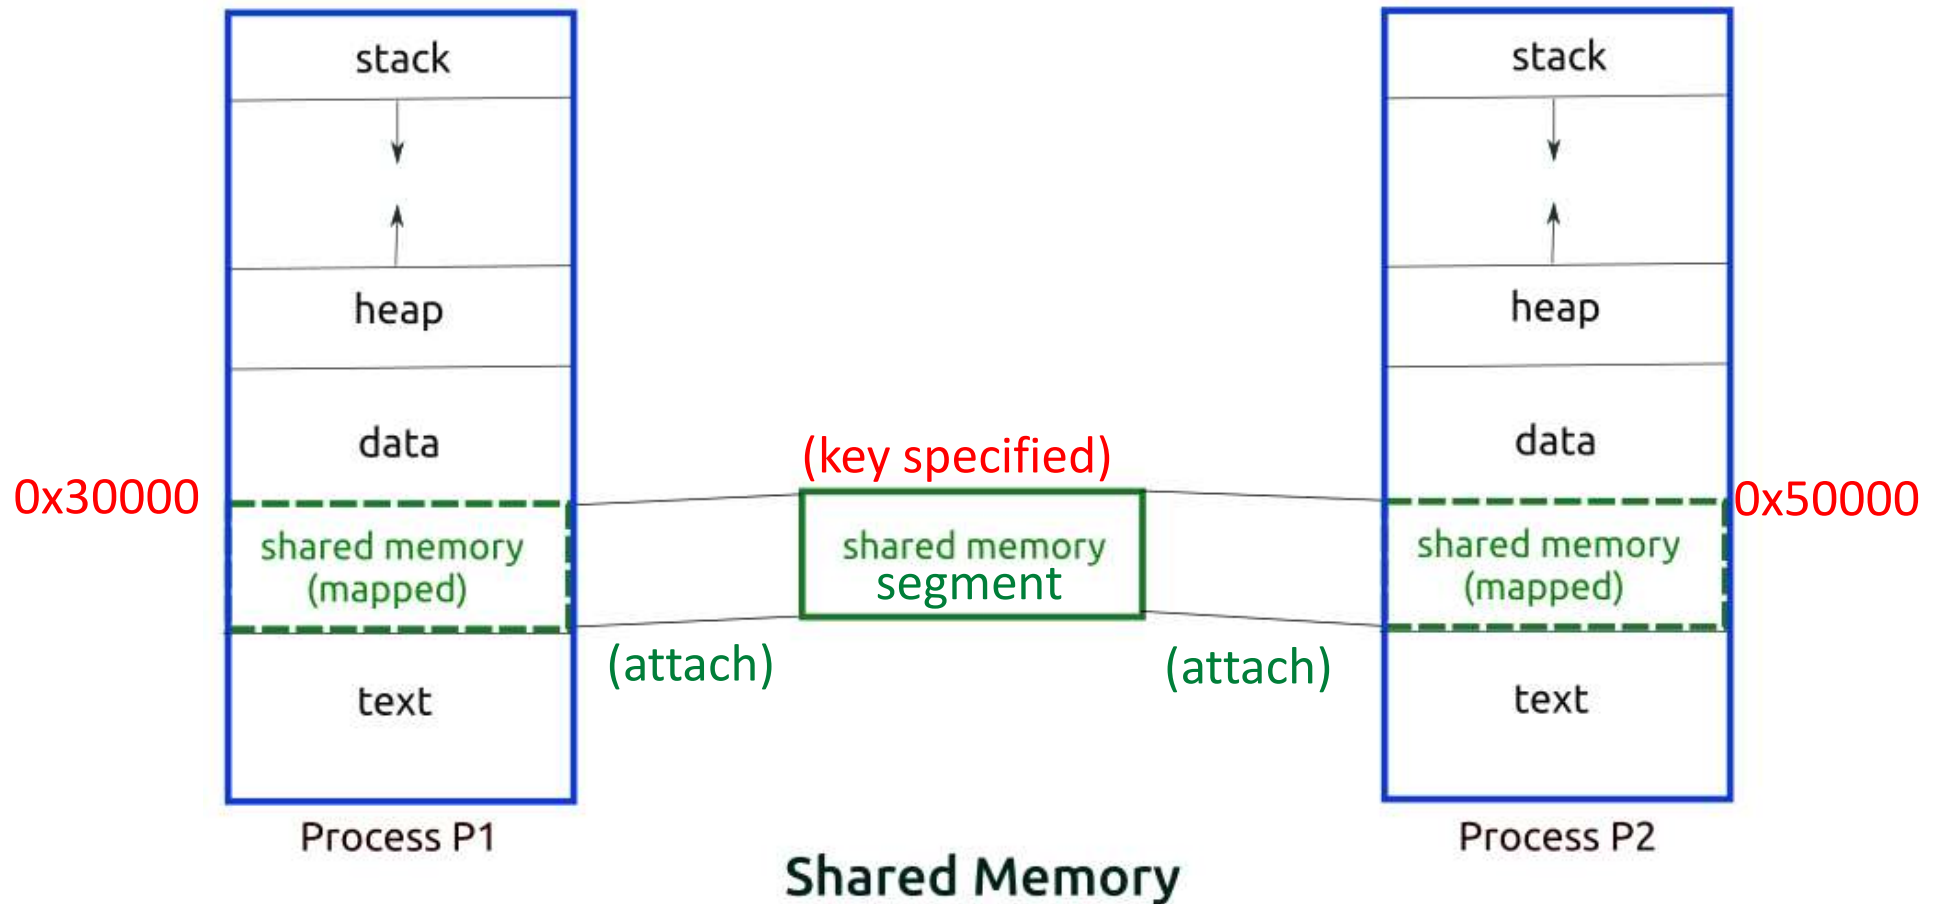 stack
heap
data
0x30000
shared memory
(mapped)
text
Process P1
(key specified)
shared memory
segment
(attach)
(attach)
stack
heap
data
0x50000
shared memory
(mapped)
text
Process P2
Shared Memory